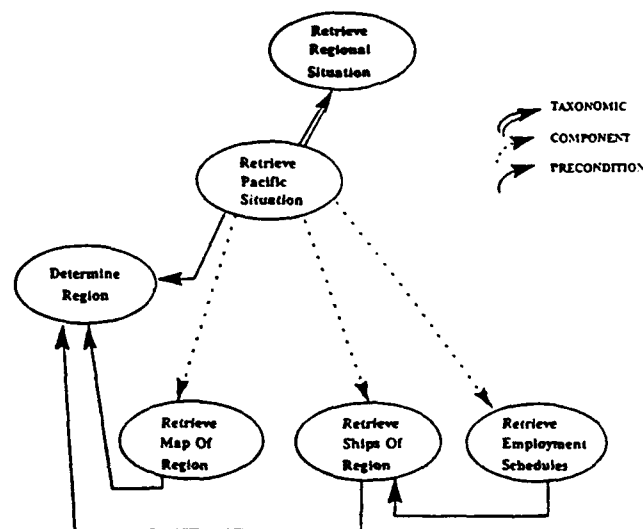 Retrieve
Regional
Situation
TAXONOMIC
COMPONENT
PRECONDITION
Retrieve
Pacific
Situation
Determine
Region
Retrieve
Map Of
Region
Retrieve
Ships Of
Region
Retrieve
Employment
Schedules